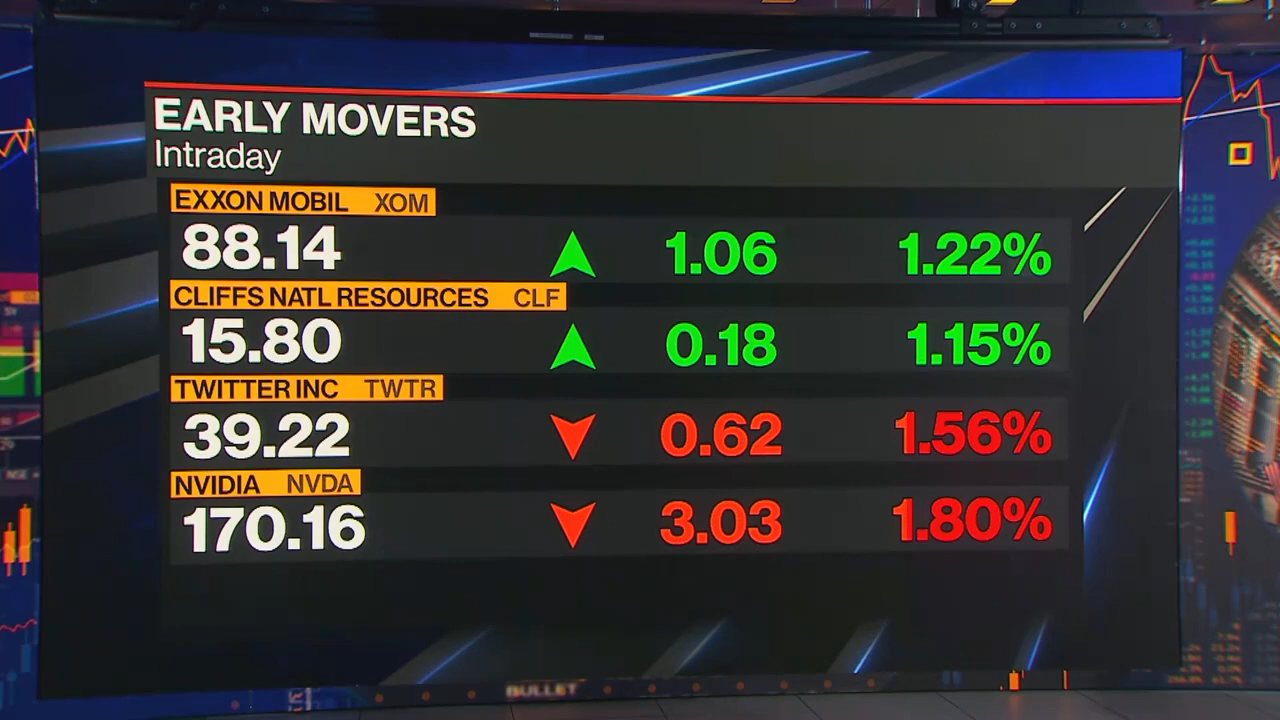 EARLY MOVERS
Intraday
EXXON MOBIL XOM
88.14 1.06 1.22%
CLIFFS NATL RESOURCES CLF
15.80 0.18 1.15%
TWITTER INC TWTR
39.22 0.62 1.56%
NVIDIA NVDA
170.16 3.03 1.80%
BULLET